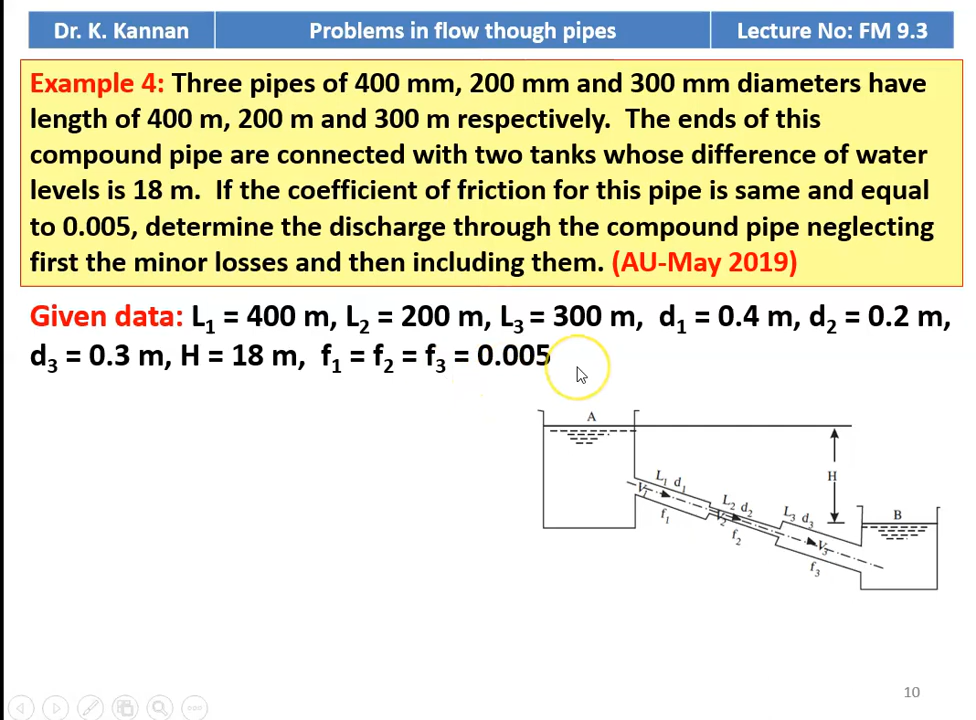 Dr. K. Kannan
Problems in flow though pipes
Lecture No: FM 9.3
Example 4: Three pipes of 400 mm, 200 mm and 300 mm diameters have
length of 400 m, 200 m and 300 m respectively. The ends of this
compound pipe are connected with two tanks whose difference of water
levels is 18 m. If the coefficient of friction for this pipe is same and equal
to 0.005, determine the discharge through the compound pipe neglecting
first the minor losses and then including them. (AU-May 2019)
Given data: L₁ = 400 m, L₂ = 200 m, L₃ = 300 m, d₁ = 0.4 m, d₂ = 0.2 m,
d₃ = 0.3 m, H = 18 m, f₁ = f₂ = f₃ = 0.005
A
H
L₁ d₁
V₁
f₁
L₂ d₂
V₂
f₂
L₃ d₃
V₃
f₃
B
10